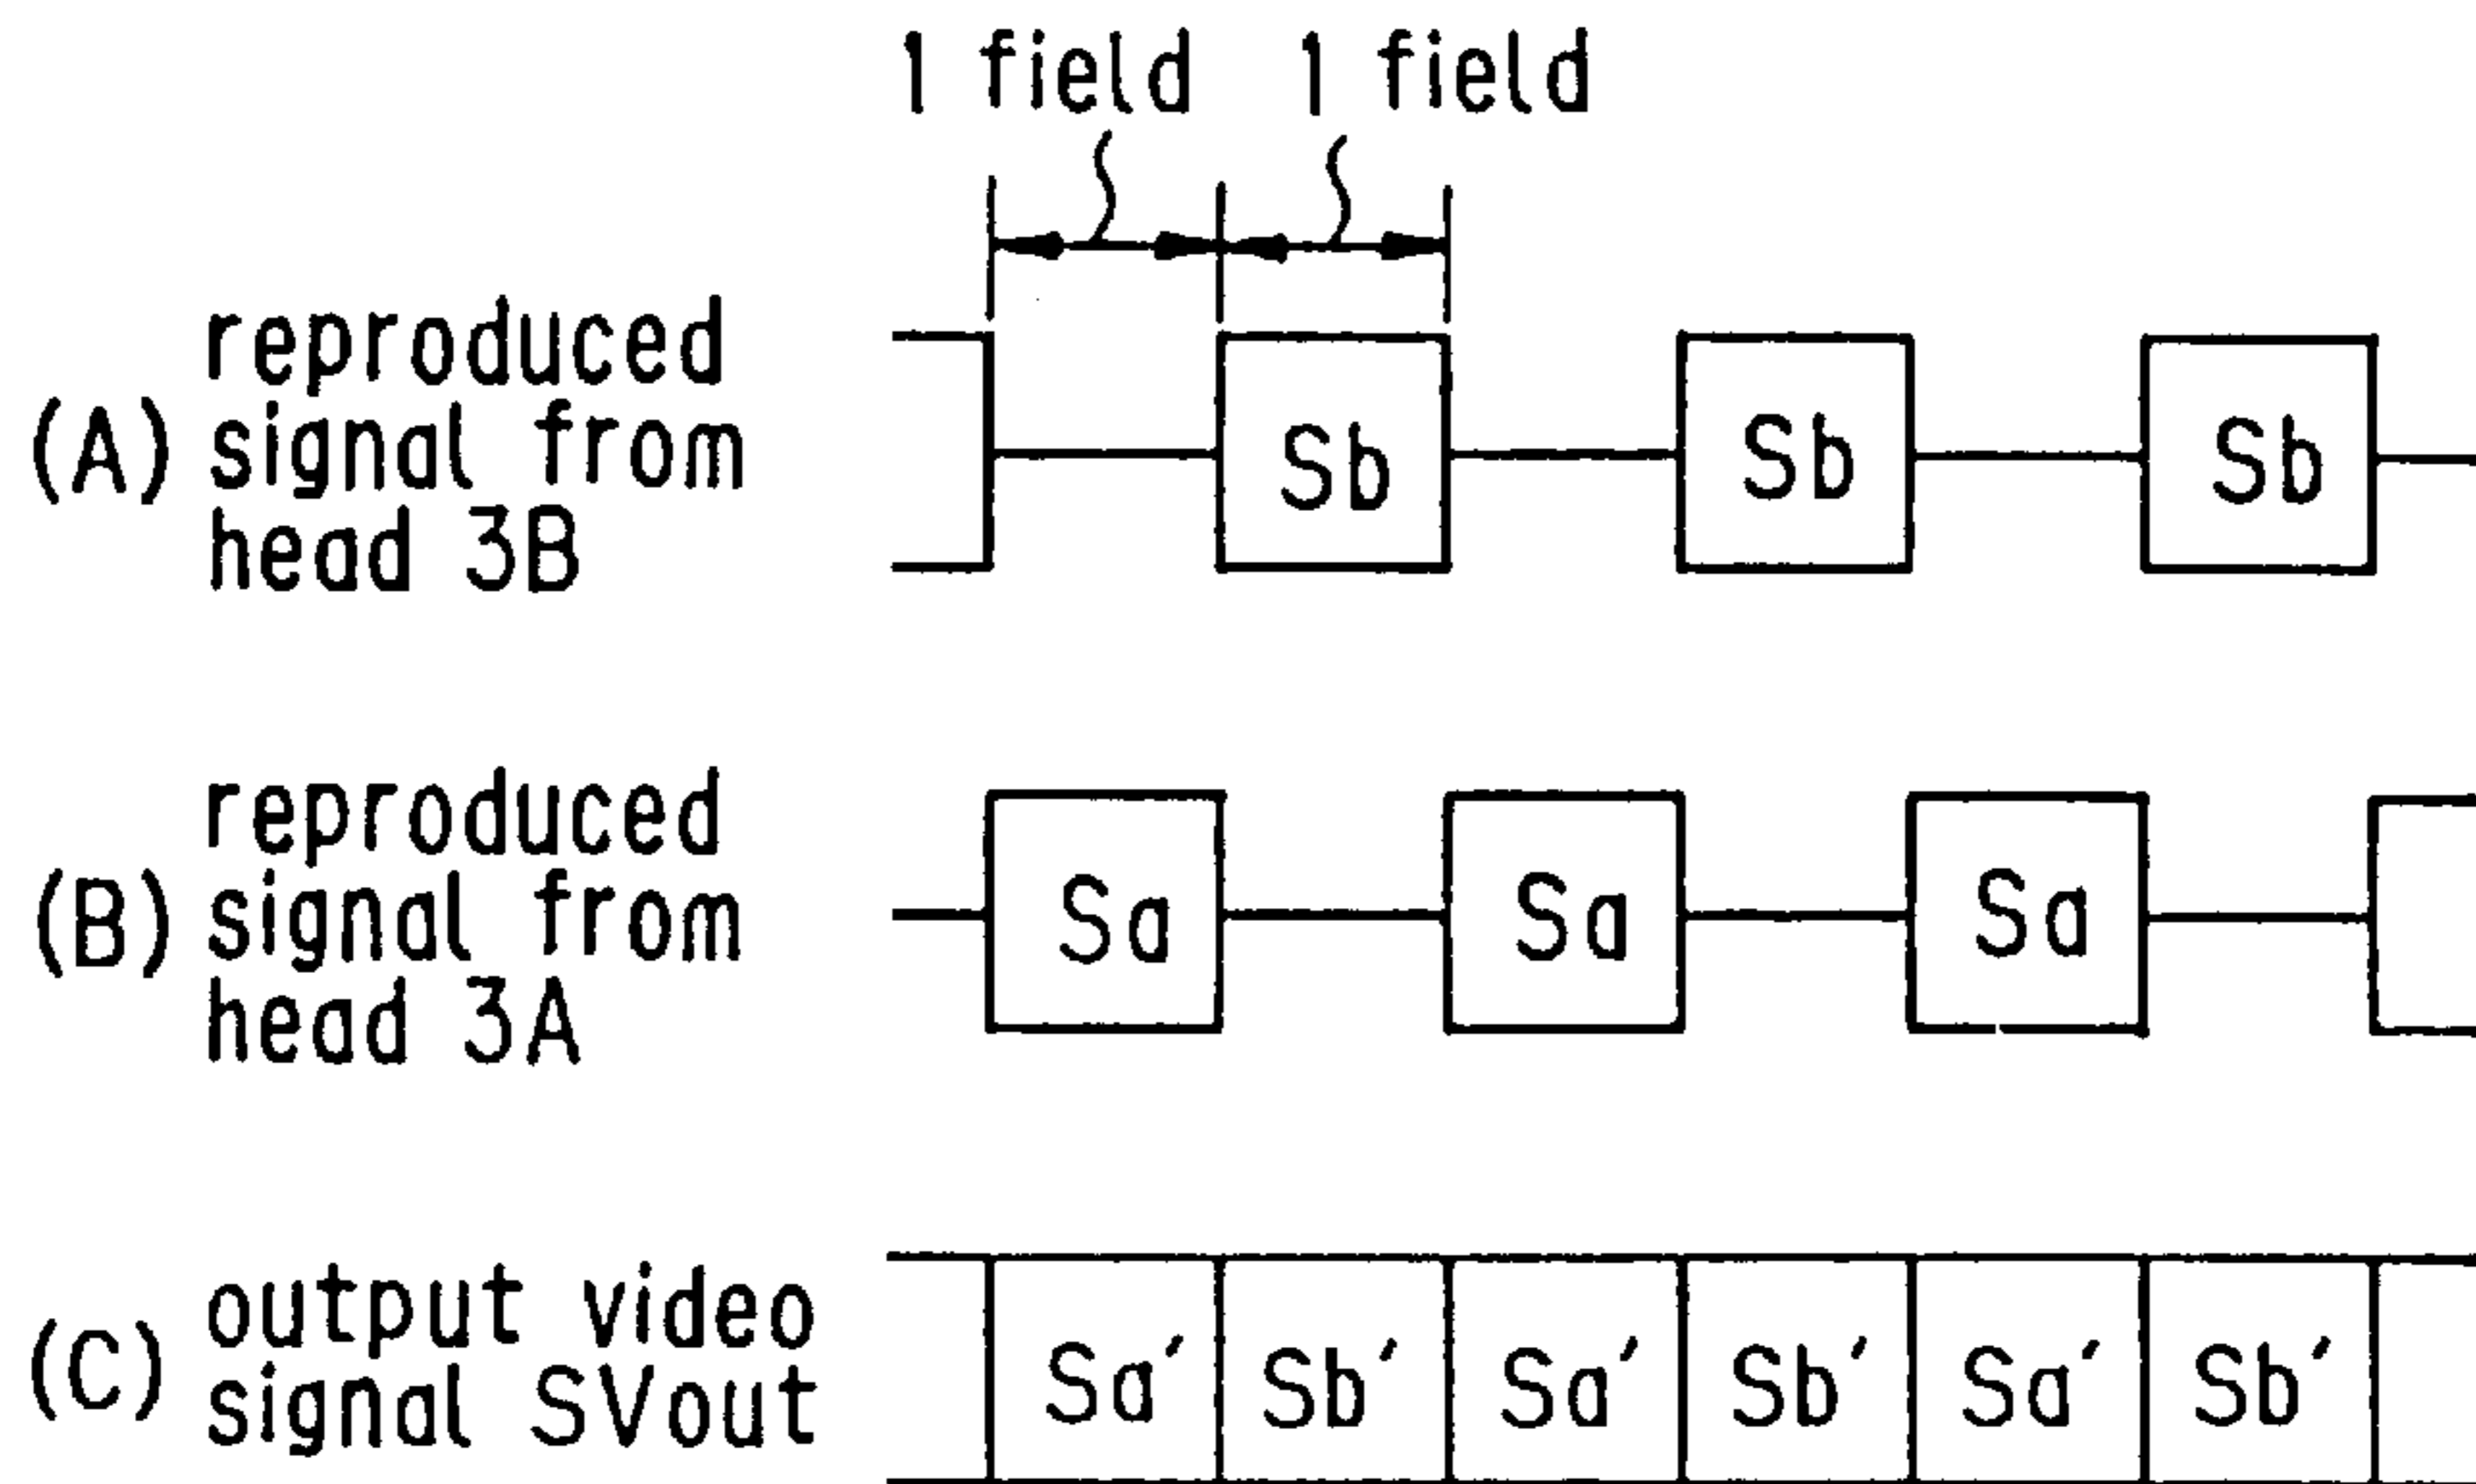 1 field 1 field
(A) reproduced
signal from
head 3B
Sb Sb Sb
(B) reproduced
signal from
head 3A
Sa Sa Sa
(C) output video
signal SVout
Sa' Sb' Sa' Sb' Sa' Sb'